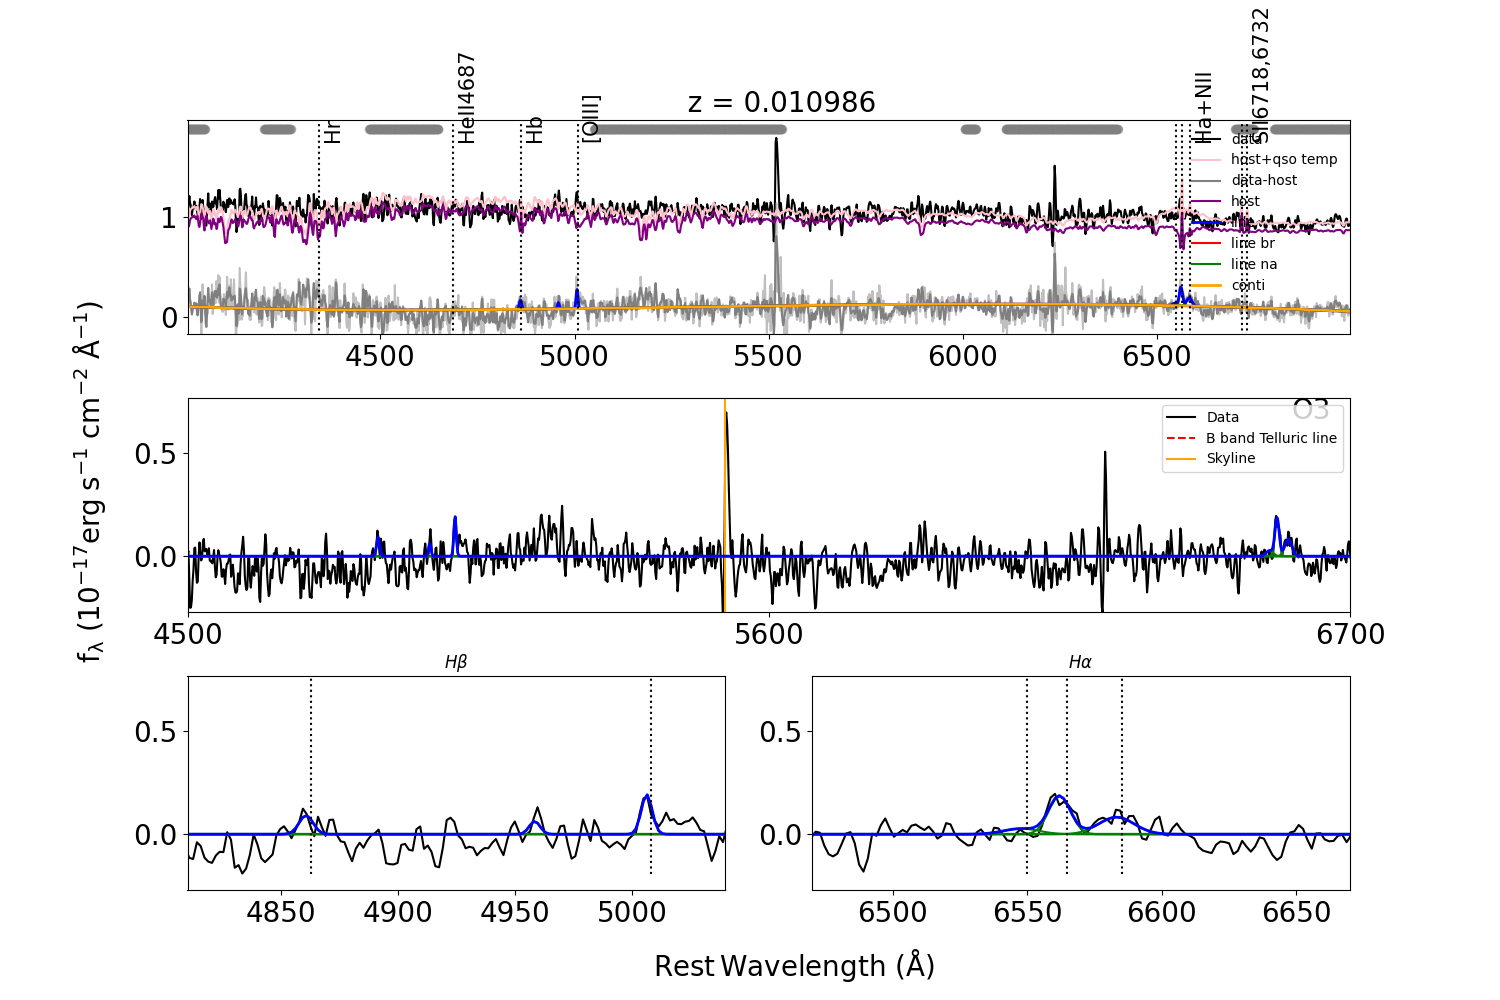 z = 0.010986
Hr
HeII4687
Hb
[OIII]
Ha+NII
SII6718,6732
data
host+qso temp
data-host
host
line
line br
line na
conti
1
0
4500
5000
5500
6000
6500
O3
Data
B band Telluric line
Skyline
0.5
0.0
4500
5600
6700
fλ (10−17erg s−1 cm−2 Å−1)
Hβ
0.5
0.0
4850
4900
4950
5000
Hα
0.5
0.0
6500
6550
6600
6650
Rest Wavelength (Å)